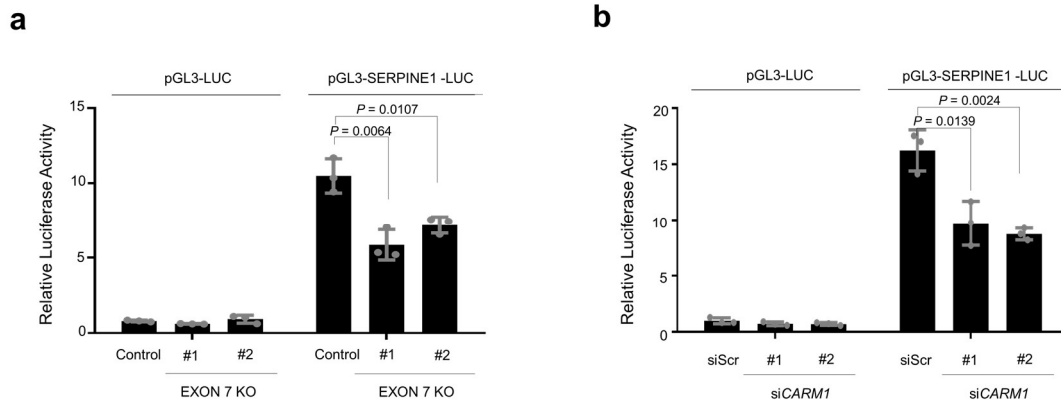 a
pGL3-LUC
pGL3-SERPINE1 -LUC
15
10
5
0
Relative Luciferase Activity
P = 0.0107
P = 0.0064
Control
#1
#2
Control
#1
#2
EXON 7 KO
EXON 7 KO
b
pGL3-LUC
pGL3-SERPINE1 -LUC
20
15
10
5
0
Relative Luciferase Activity
P = 0.0024
P = 0.0139
siScr
#1
#2
siScr
#1
#2
siCARM1
siCARM1